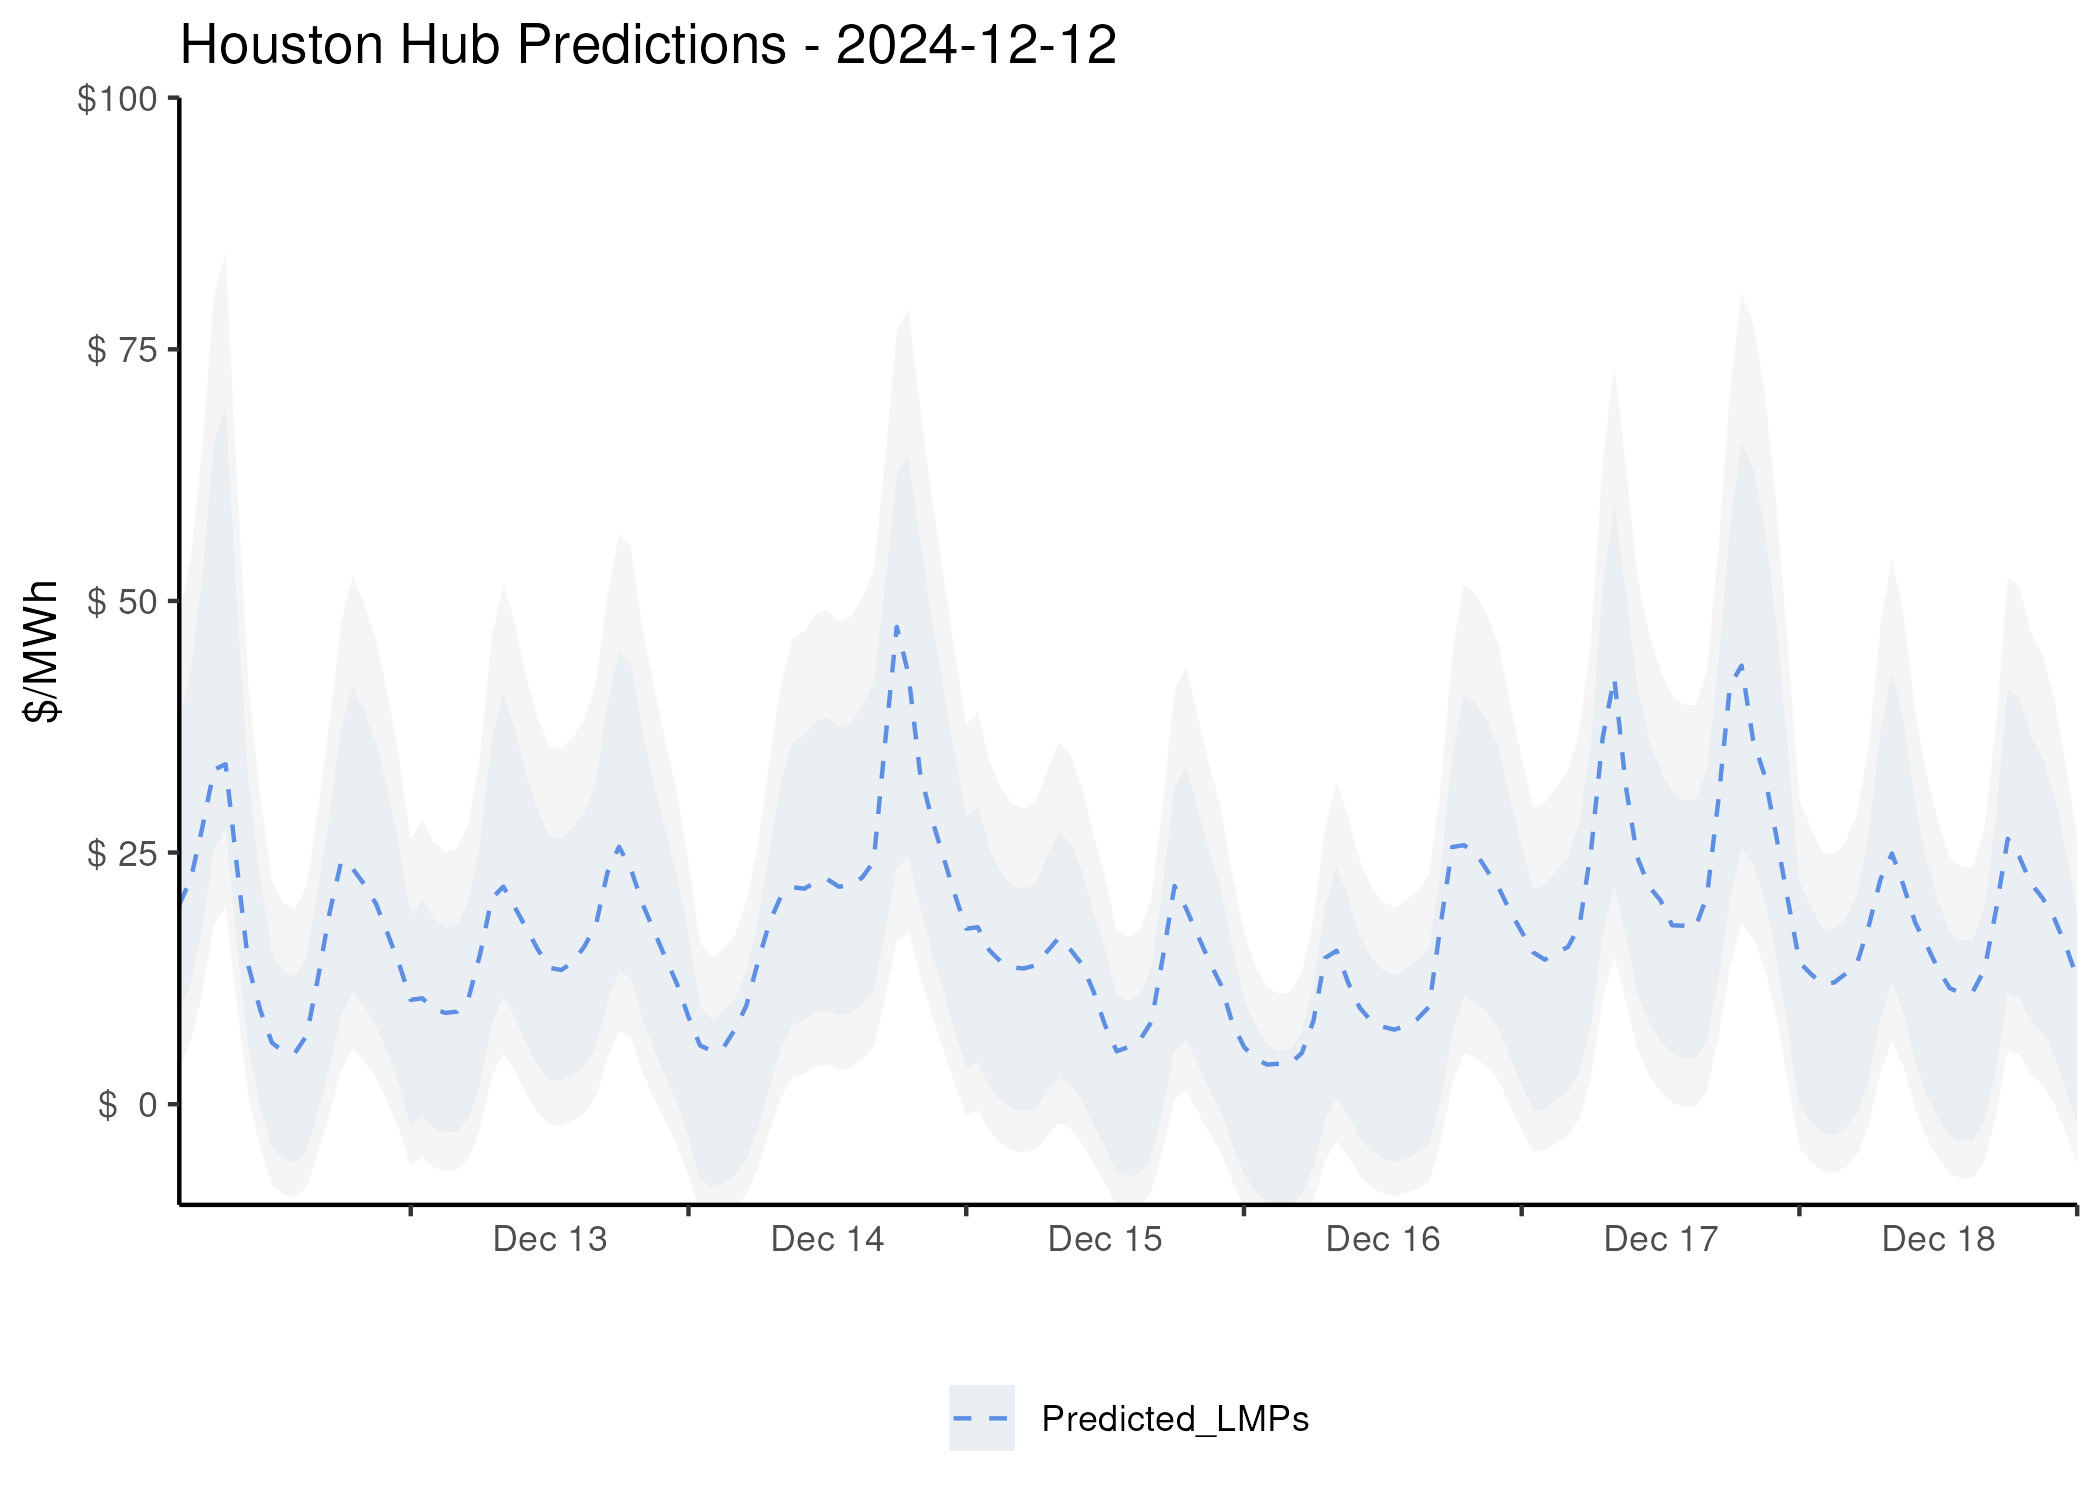 Houston Hub Predictions - 2024-12-12
$100
$ 75
$ 50
$ 25
$  0
$/MWh
Dec 13 Dec 14 Dec 15 Dec 16 Dec 17 Dec 18
Predicted_LMPs